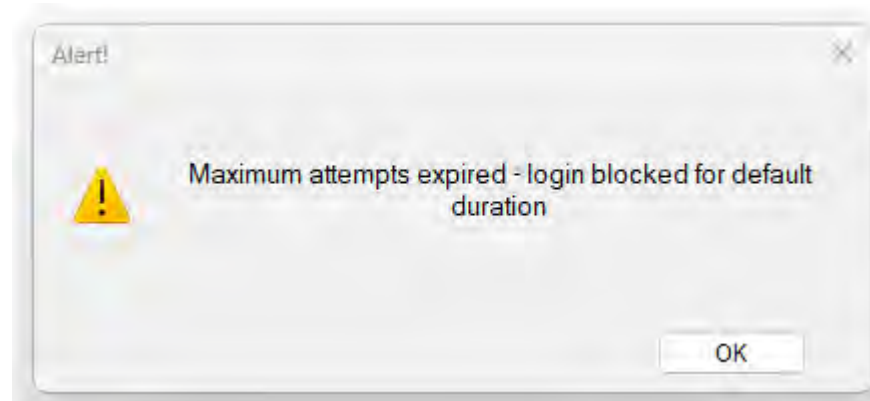 Alert!
Maximum attempts expired - login blocked for default
duration
OK